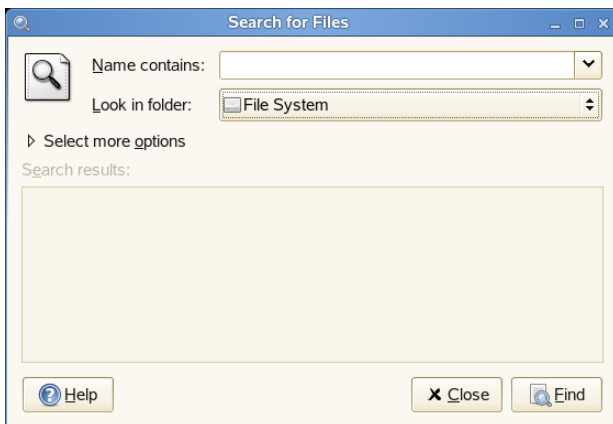 Search for Files
Name contains:
Look in folder: File System
Select more options
Search results:
Help Close Find